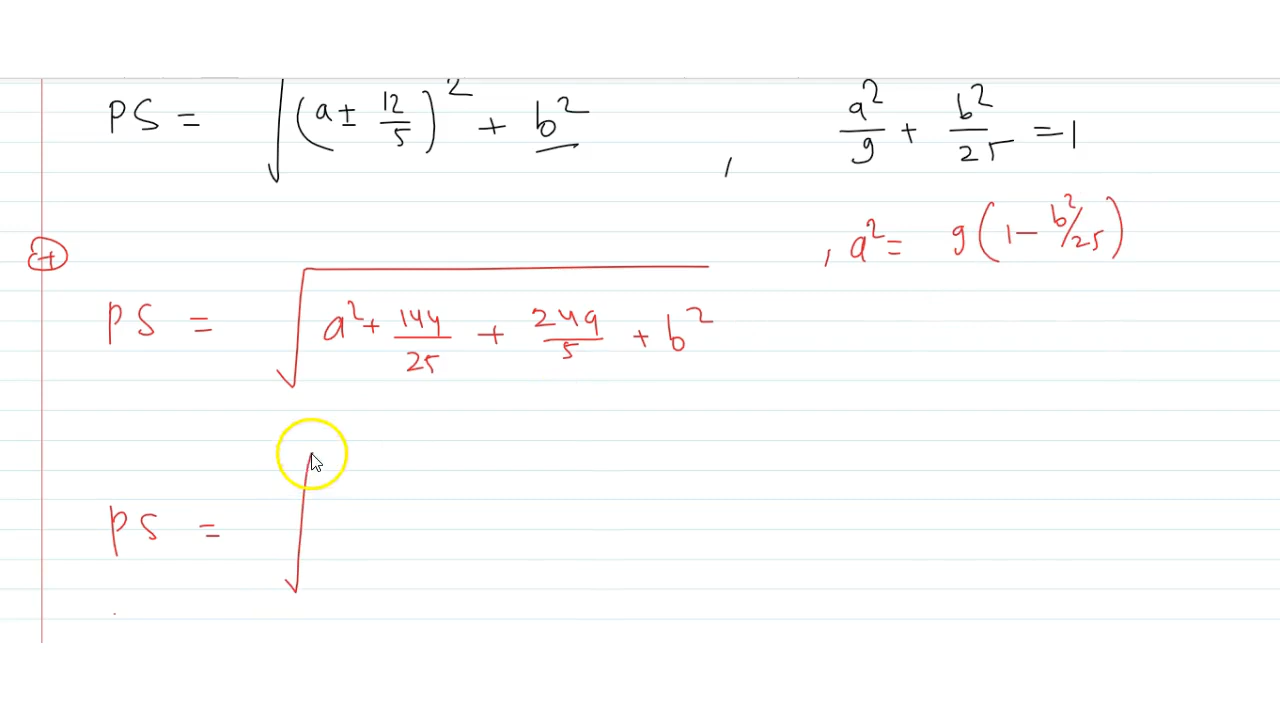 PS = √((a ± 12/5)² + b²) , a²/9 + b²/25 = 1
, a² = 9(1 − b²/25)
+
PS = √(a² + 144/25 + 24a/5 + b²)
PS = √